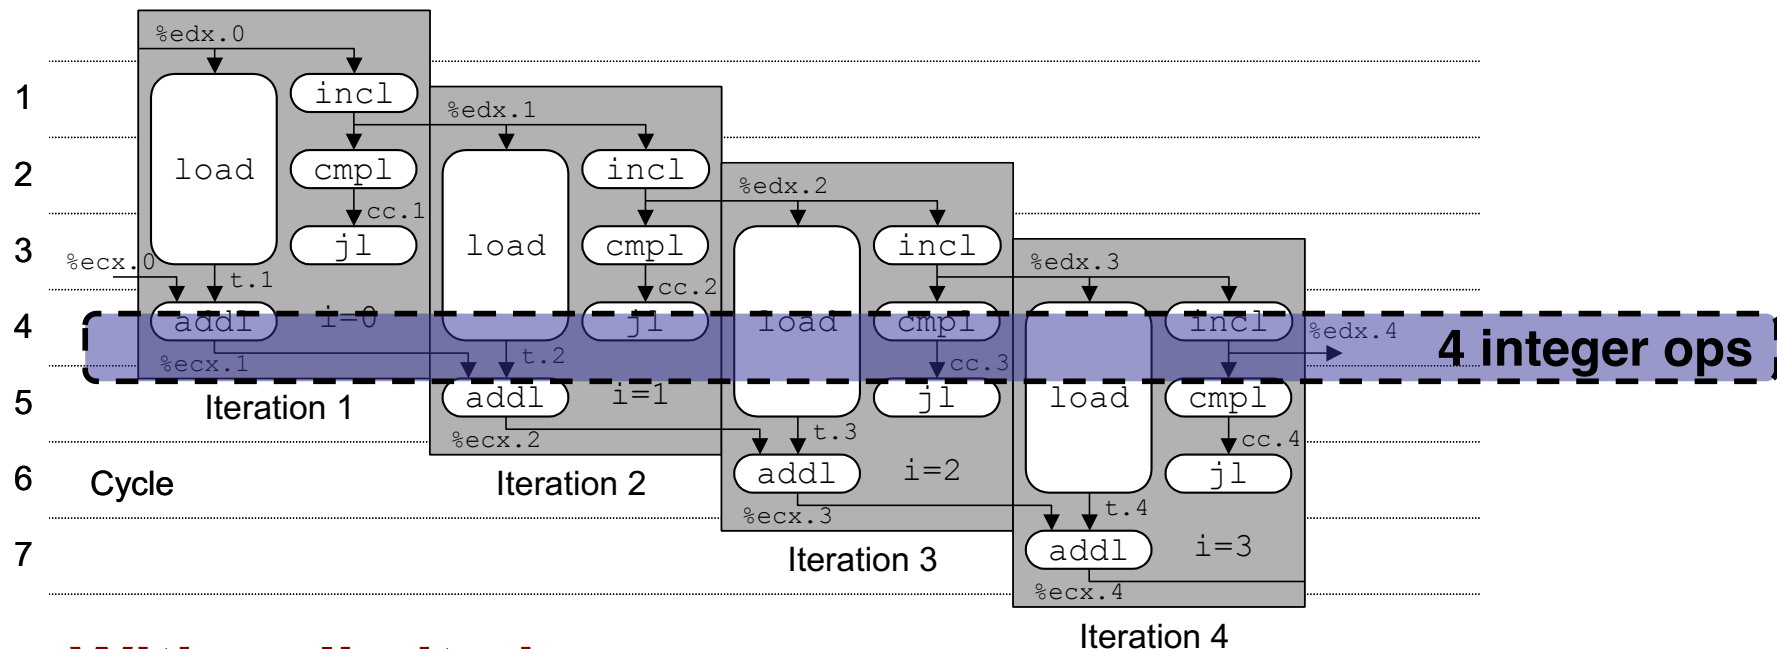 %edx.0
1 incl %edx.1
2 load cmpl incl %edx.2
cc.1
3 jl load cmpl incl %edx.3
%ecx.0 t.1 cc.2
4 addl i=0 jl load cmpl incl %edx.4 4 integer ops
%ecx.1 t.2 cc.3
5 Iteration 1 addl i=1 jl load cmpl
%ecx.2 t.3 cc.4
6 Cycle Iteration 2 addl i=2 jl
%ecx.3 t.4
7 Iteration 3 addl i=3
%ecx.4
Iteration 4